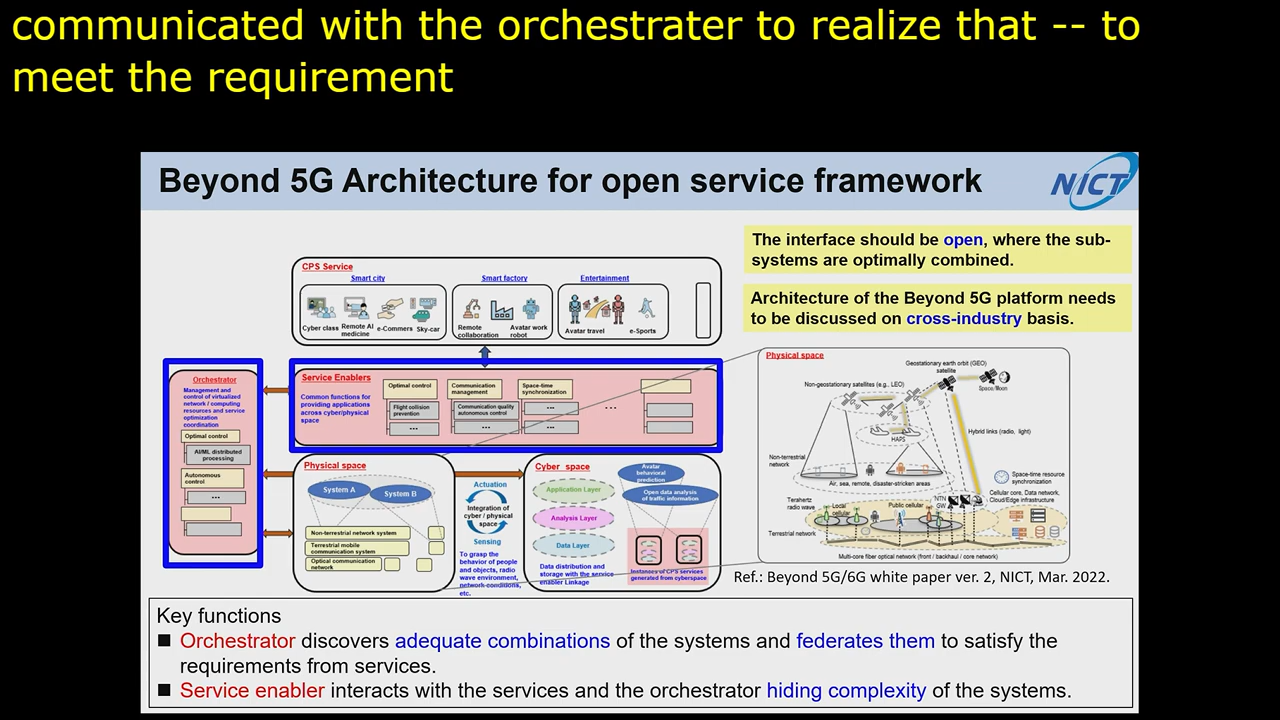 communicated with the orchestrater to realize that -- to
meet the requirement
Beyond 5G Architecture for open service framework
NICT
The interface should be open, where the sub-
systems are optimally combined.
Architecture of the Beyond 5G platform needs
to be discussed on cross-industry basis.
CPS Service
Smart city
Smart factory
Entertainment
Cyber class
Remote AI
medicine
e-Commers
Sky-car
Remote
collaboration
Avatar work
robot
Avatar travel
e-Sports
Orchestrator
Management and
control of virtualized
network / computing
resources and service
optimization
coordination
Optimal control
AI/ML distributed
processing
Autonomous
control
...
Service Enablers
Common functions for
providing applications
across cyber/physical
space
Optimal control
Flight collision
prevention
...
Communication
management
Communication quality
autonomous control
...
Space-time
synchronization
...
...
...
Physical space
System A
System B
Non-terrestrial network system
Terrestrial mobile
communication system
Optical communication
network
Actuation
Integration of
cyber / physical
space
Sensing
To grasp the
behavior of people
and objects, radio
wave environment,
network conditions,
etc.
Cyber space
Application Layer
Analysis Layer
Data Layer
Data distribution and
storage with the service
enabler Linkage
Avatar
behavioral
prediction
Open data analysis
of traffic information
Instances of CPS services
generated from cyberspace
Physical space
Geostationary earth orbit (GEO)
satellite
Space/Moon
Non-geostationary satellites (e.g., LEO)
HAPS
Hybrid links (radio, light)
Non-terrestrial
network
Air, sea, remote, disaster-stricken areas
Space-time resource
synchronization
Terahertz
radio wave
Local
cellular
Public cellular
NTN
GW
Cellular core, Data network,
Cloud/Edge infrastructure
Terrestrial network
Multi-core fiber optical network (front / backhaul / core network)
Ref.: Beyond 5G/6G white paper ver. 2, NICT, Mar. 2022.
Key functions
■ Orchestrator discovers adequate combinations of the systems and federates them to satisfy the
requirements from services.
■ Service enabler interacts with the services and the orchestrator hiding complexity of the systems.